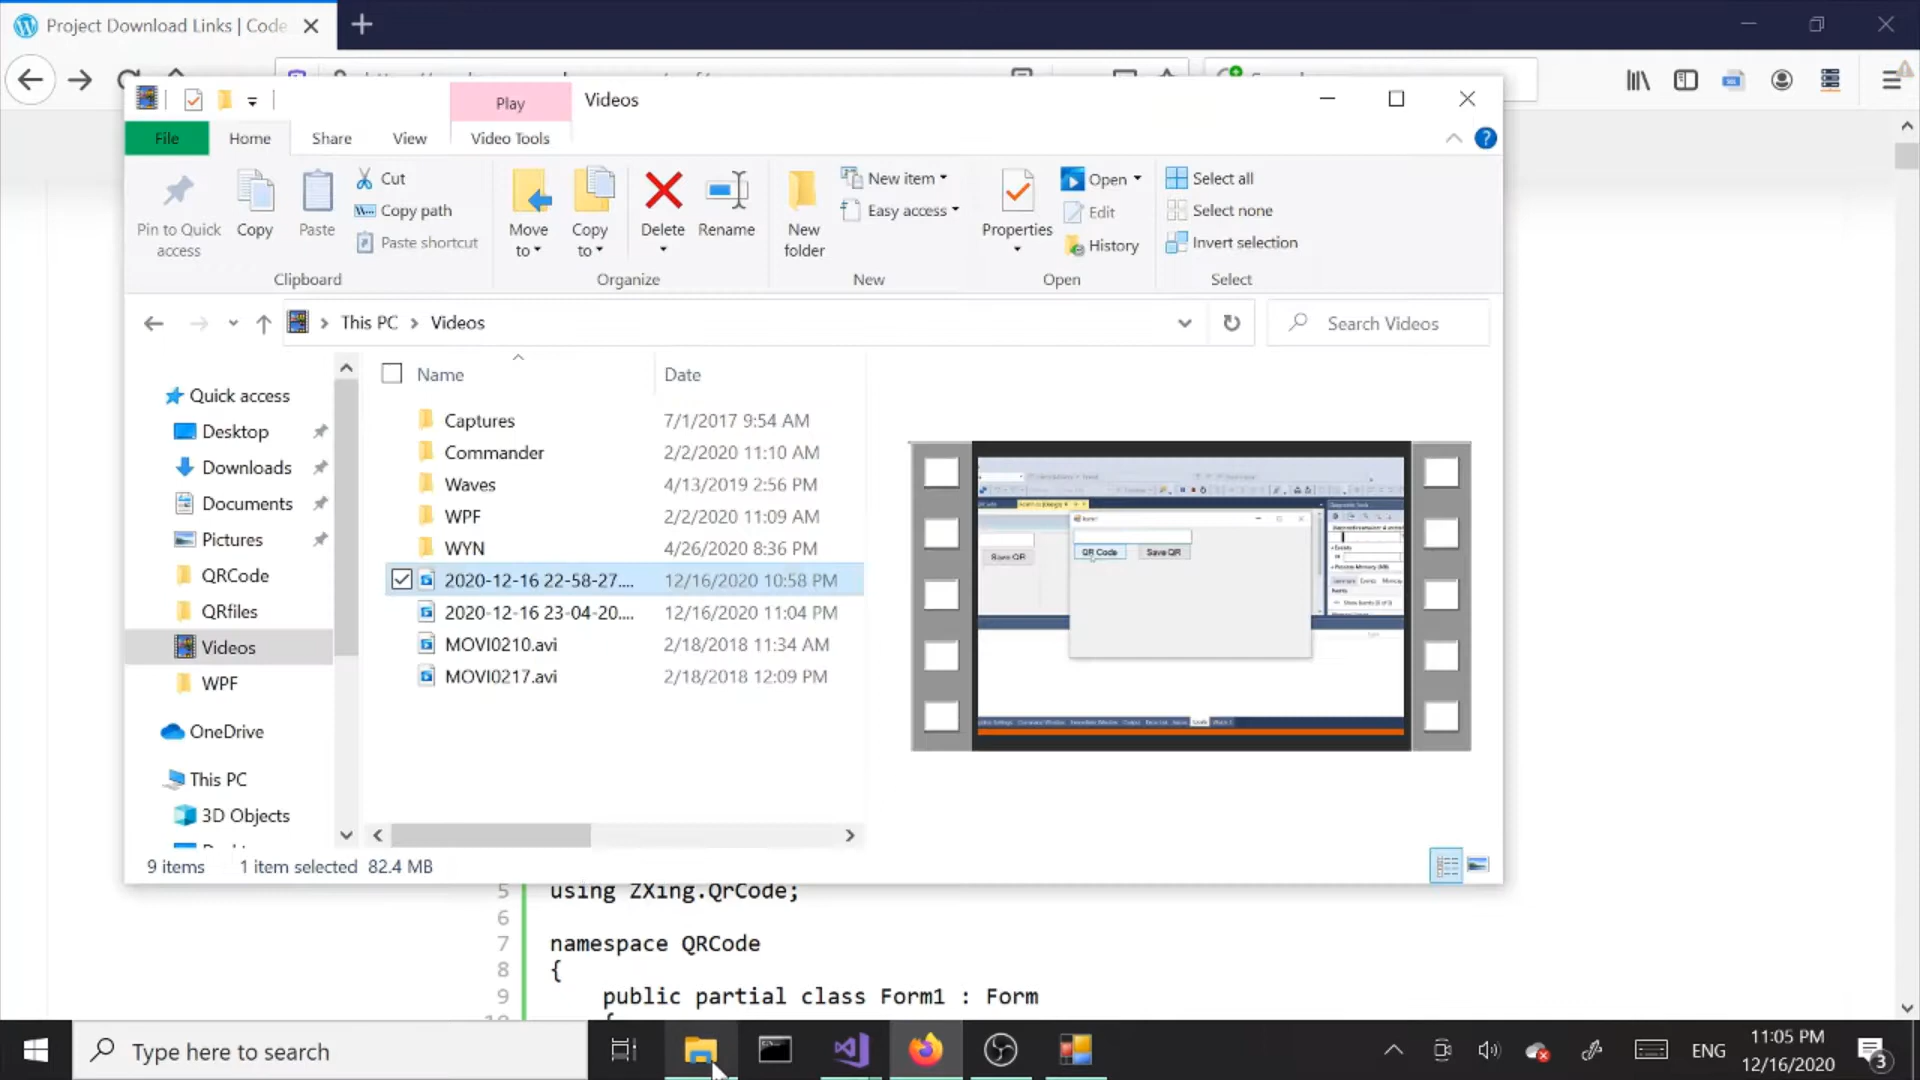 Project Download Links | Code
Play
Videos
File
Home
Share
View
Video Tools
Pin to Quick access
Copy
Paste
Cut
Copy path
Paste shortcut
Clipboard
Move to
Copy to
Delete
Rename
Organize
New folder
New item
Easy access
New
Properties
Open
Edit
History
Open
Select all
Select none
Invert selection
Select
This PC
Videos
Search Videos
Quick access
Desktop
Downloads
Documents
Pictures
QRCode
QRfiles
Videos
WPF
OneDrive
This PC
3D Objects
Name Date
Captures 7/1/2017 9:54 AM
Commander 2/2/2020 11:10 AM
Waves 4/13/2019 2:56 PM
WPF 2/2/2020 11:09 AM
WYN 4/26/2020 8:36 PM
2020-12-16 22-58-27.... 12/16/2020 10:58 PM
2020-12-16 23-04-20.... 12/16/2020 11:04 PM
MOVI0210.avi 2/18/2018 11:34 AM
MOVI0217.avi 2/18/2018 12:09 PM
Save QR
QR Code
Save QR
9 items 1 item selected 82.4 MB
5 using ZXing.QrCode;
6
7 namespace QRCode
8 {
9 public partial class Form1 : Form
Type here to search
ENG
11:05 PM
12/16/2020
3